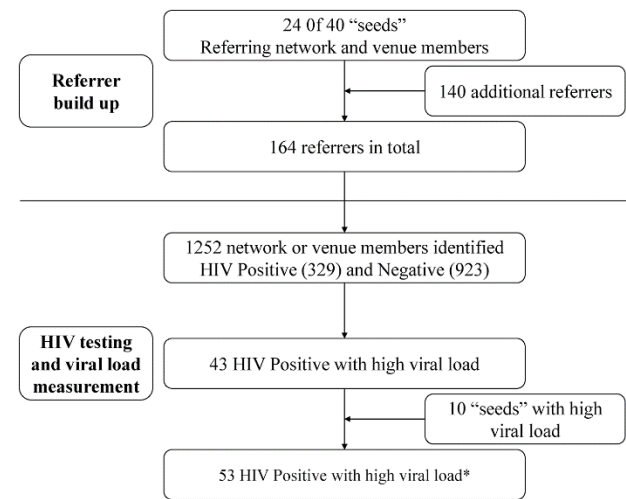 24 0f 40 “seeds”
Referring network and venue members
Referrer
build up
140 additional referrers
164 referrers in total
1252 network or venue members identified
HIV Positive (329) and Negative (923)
HIV testing
and viral load
measurement
43 HIV Positive with high viral load
10 “seeds” with high
viral load
53 HIV Positive with high viral load*